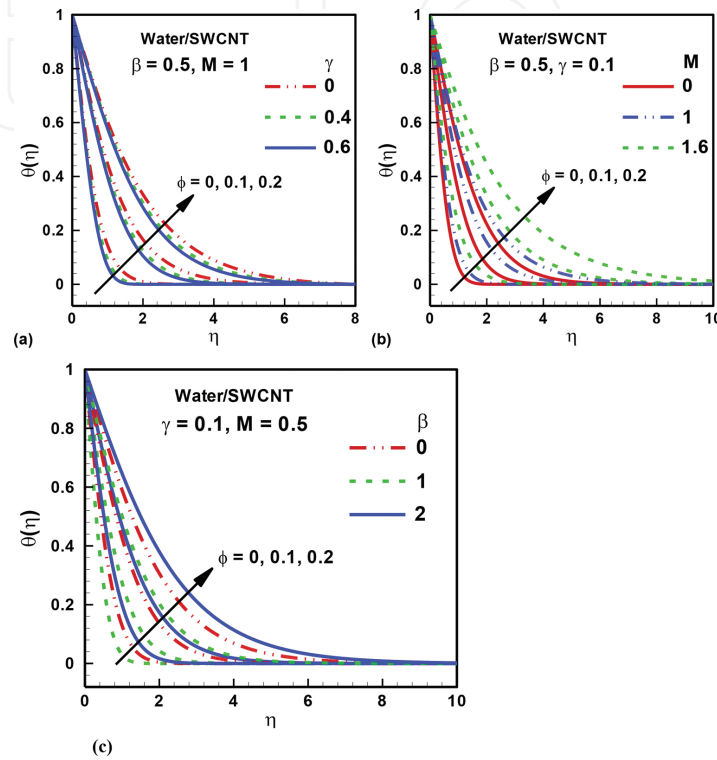 Water/SWCNT
β = 0.5, M = 1
γ
0
0.4
0.6
ϕ = 0, 0.1, 0.2
θ(η)
1
0.8
0.6
0.4
0.2
0
0 2 4 6 8
η
(a)
Water/SWCNT
β = 0.5, γ = 0.1
M
0
1
1.6
ϕ = 0, 0.1, 0.2
θ(η)
1
0.8
0.6
0.4
0.2
0
0 2 4 6 8 10
η
(b)
Water/SWCNT
γ = 0.1, M = 0.5
β
0
1
2
ϕ = 0, 0.1, 0.2
θ(η)
1
0.8
0.6
0.4
0.2
0
0 2 4 6 8 10
η
(c)